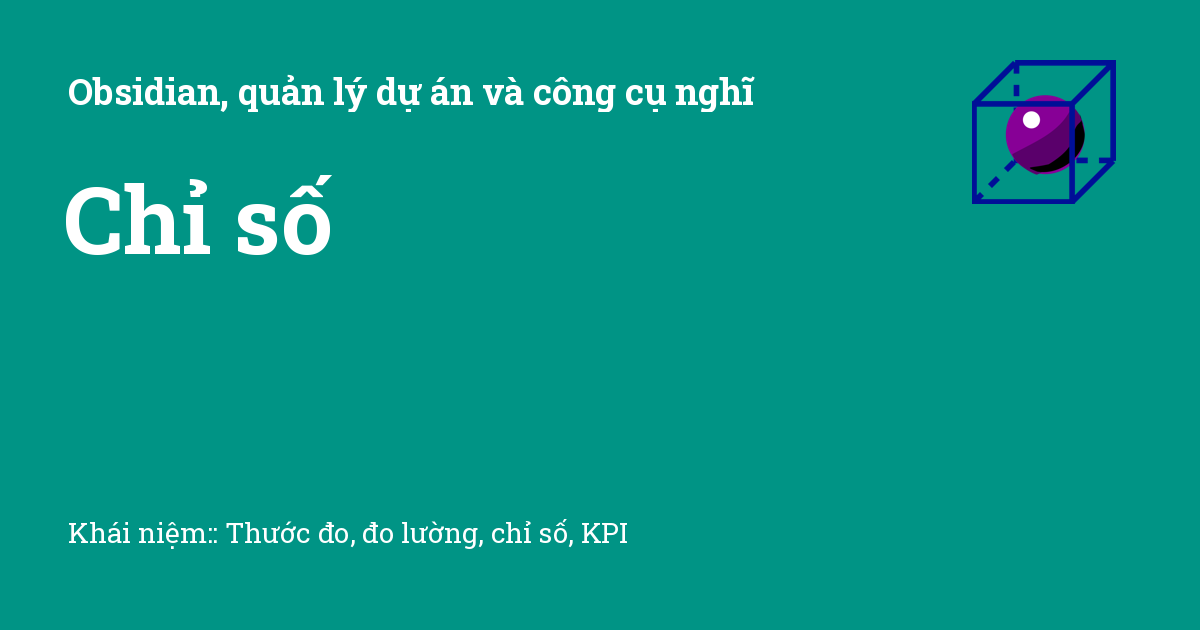 Obsidian, quản lý dự án và công cụ nghĩ
Chỉ số
Khái niệm:: Thước đo, đo lường, chỉ số, KPI